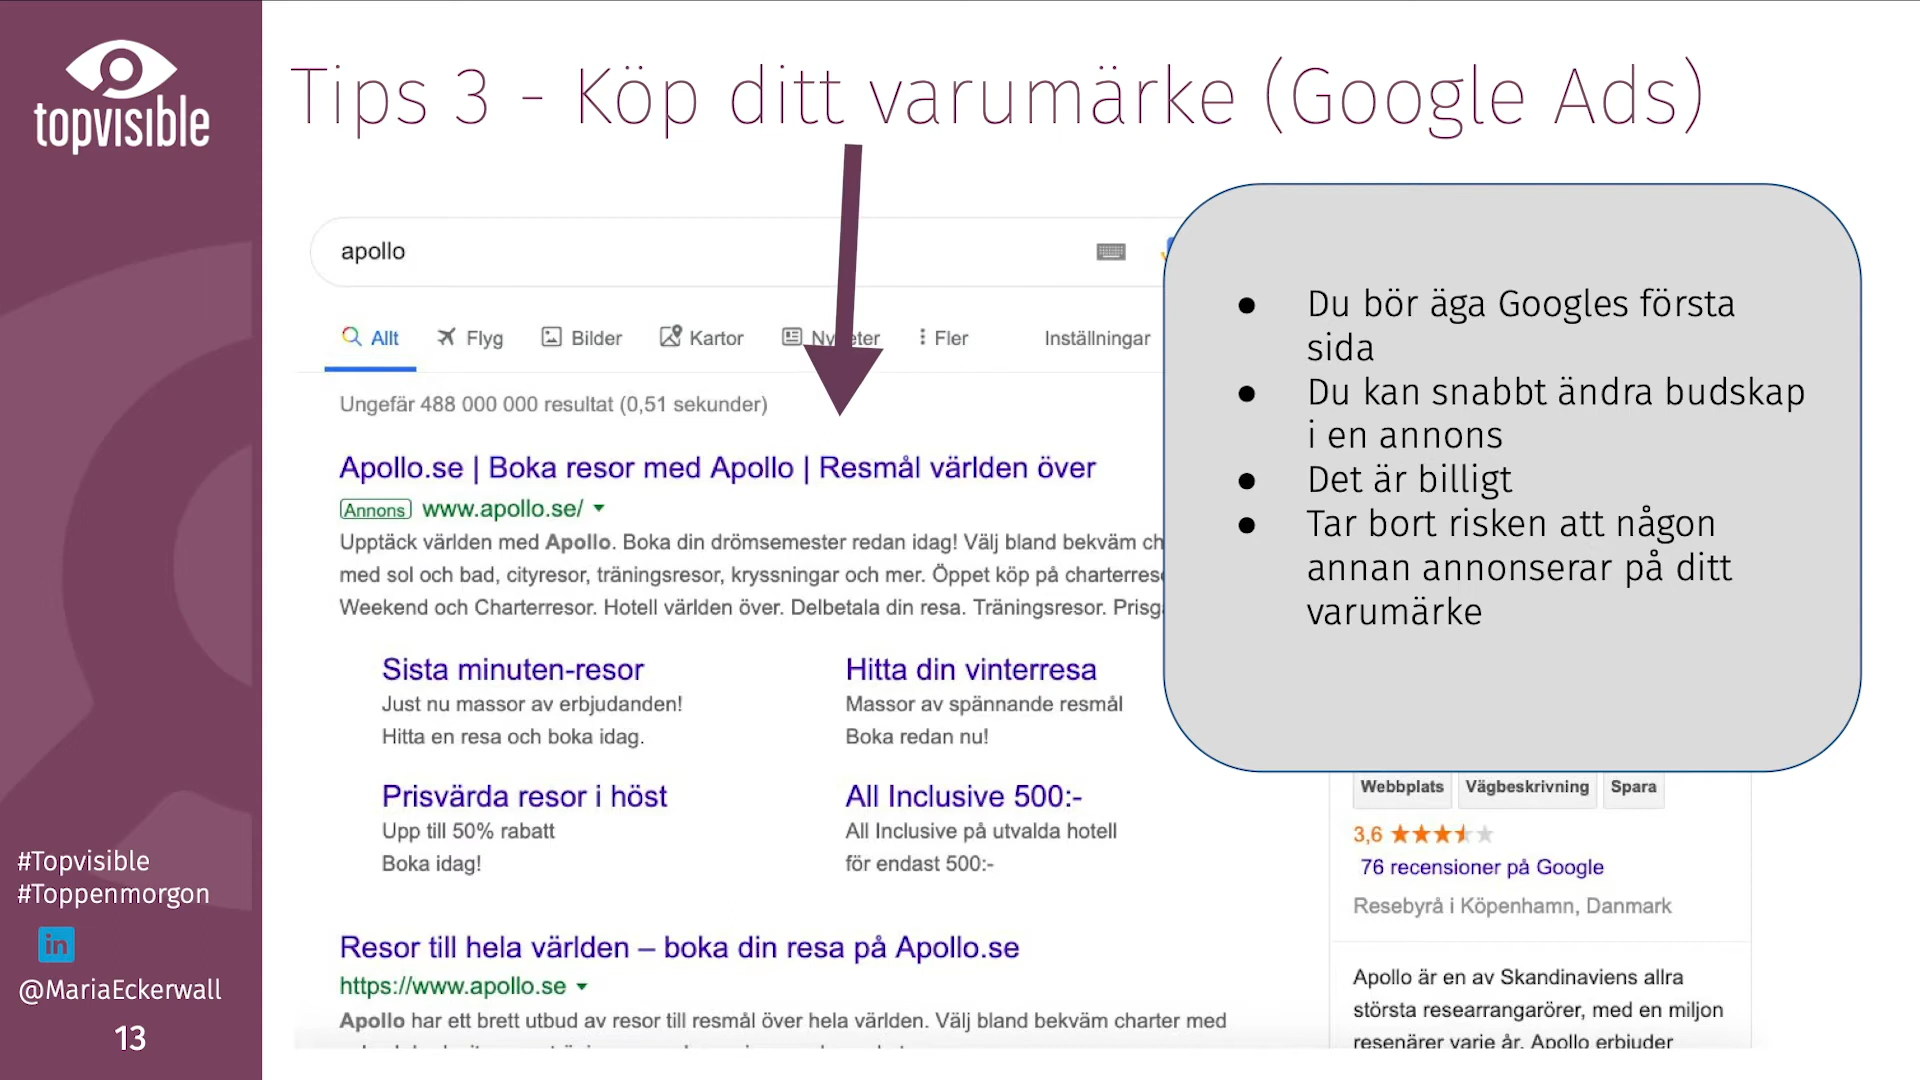 topvisible
Tips 3 - Köp ditt varumärke (Google Ads)
apollo
Allt
Flyg
Bilder
Kartor
Nyheter
Fler
Inställningar
Ungefär 488 000 000 resultat (0,51 sekunder)
Apollo.se | Boka resor med Apollo | Resmål världen över
Annons www.apollo.se/
Upptäck världen med Apollo. Boka din drömsemester redan idag! Välj bland bekväm ch
med sol och bad, cityresor, träningsresor, kryssningar och mer. Öppet köp på charterres
Weekend och Charterresor. Hotell världen över. Delbetala din resa. Träningsresor. Prisg
Sista minuten-resor
Just nu massor av erbjudanden!
Hitta en resa och boka idag.
Hitta din vinterresa
Massor av spännande resmål
Boka redan nu!
Prisvärda resor i höst
Upp till 50% rabatt
Boka idag!
All Inclusive 500:-
All Inclusive på utvalda hotell
för endast 500:-
Resor till hela världen – boka din resa på Apollo.se
https://www.apollo.se
Apollo har ett brett utbud av resor till resmål över hela världen. Välj bland bekväm charter med
● Du bör äga Googles första
sida
● Du kan snabbt ändra budskap
i en annons
● Det är billigt
● Tar bort risken att någon
annan annonserar på ditt
varumärke
Webbplats
Vägbeskrivning
Spara
3,6
76 recensioner på Google
Resebyrå i Köpenhamn, Danmark
Apollo är en av Skandinaviens allra
största researrangarörer, med en miljon
resenärer varje år. Apollo erbjuder
#Topvisible
#Toppenmorgon
in
@MariaEckerwall
13